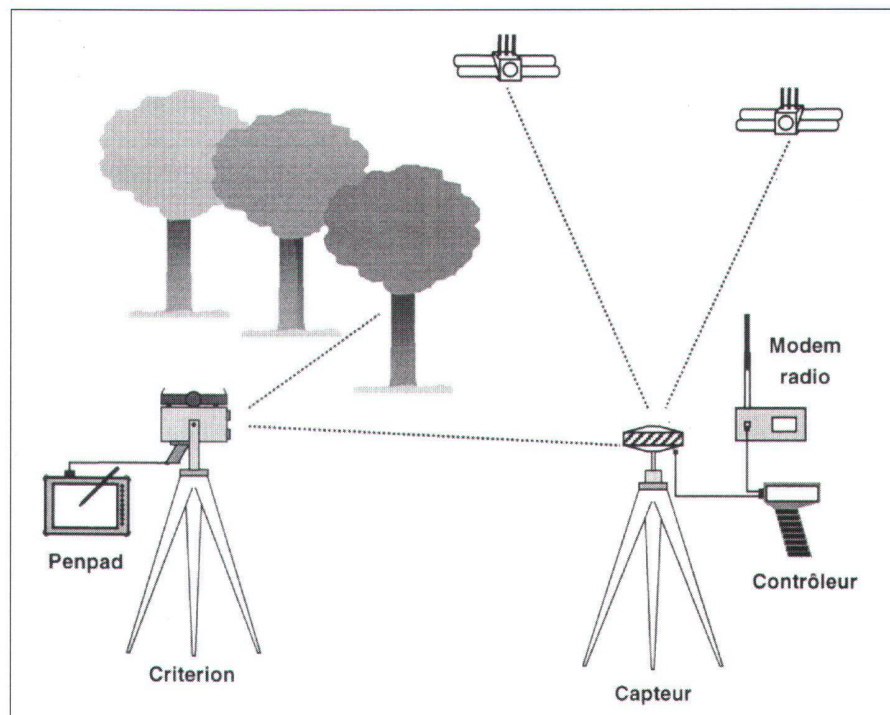 Modem
radio
Penpad
Contrôleur
Criterion
Capteur